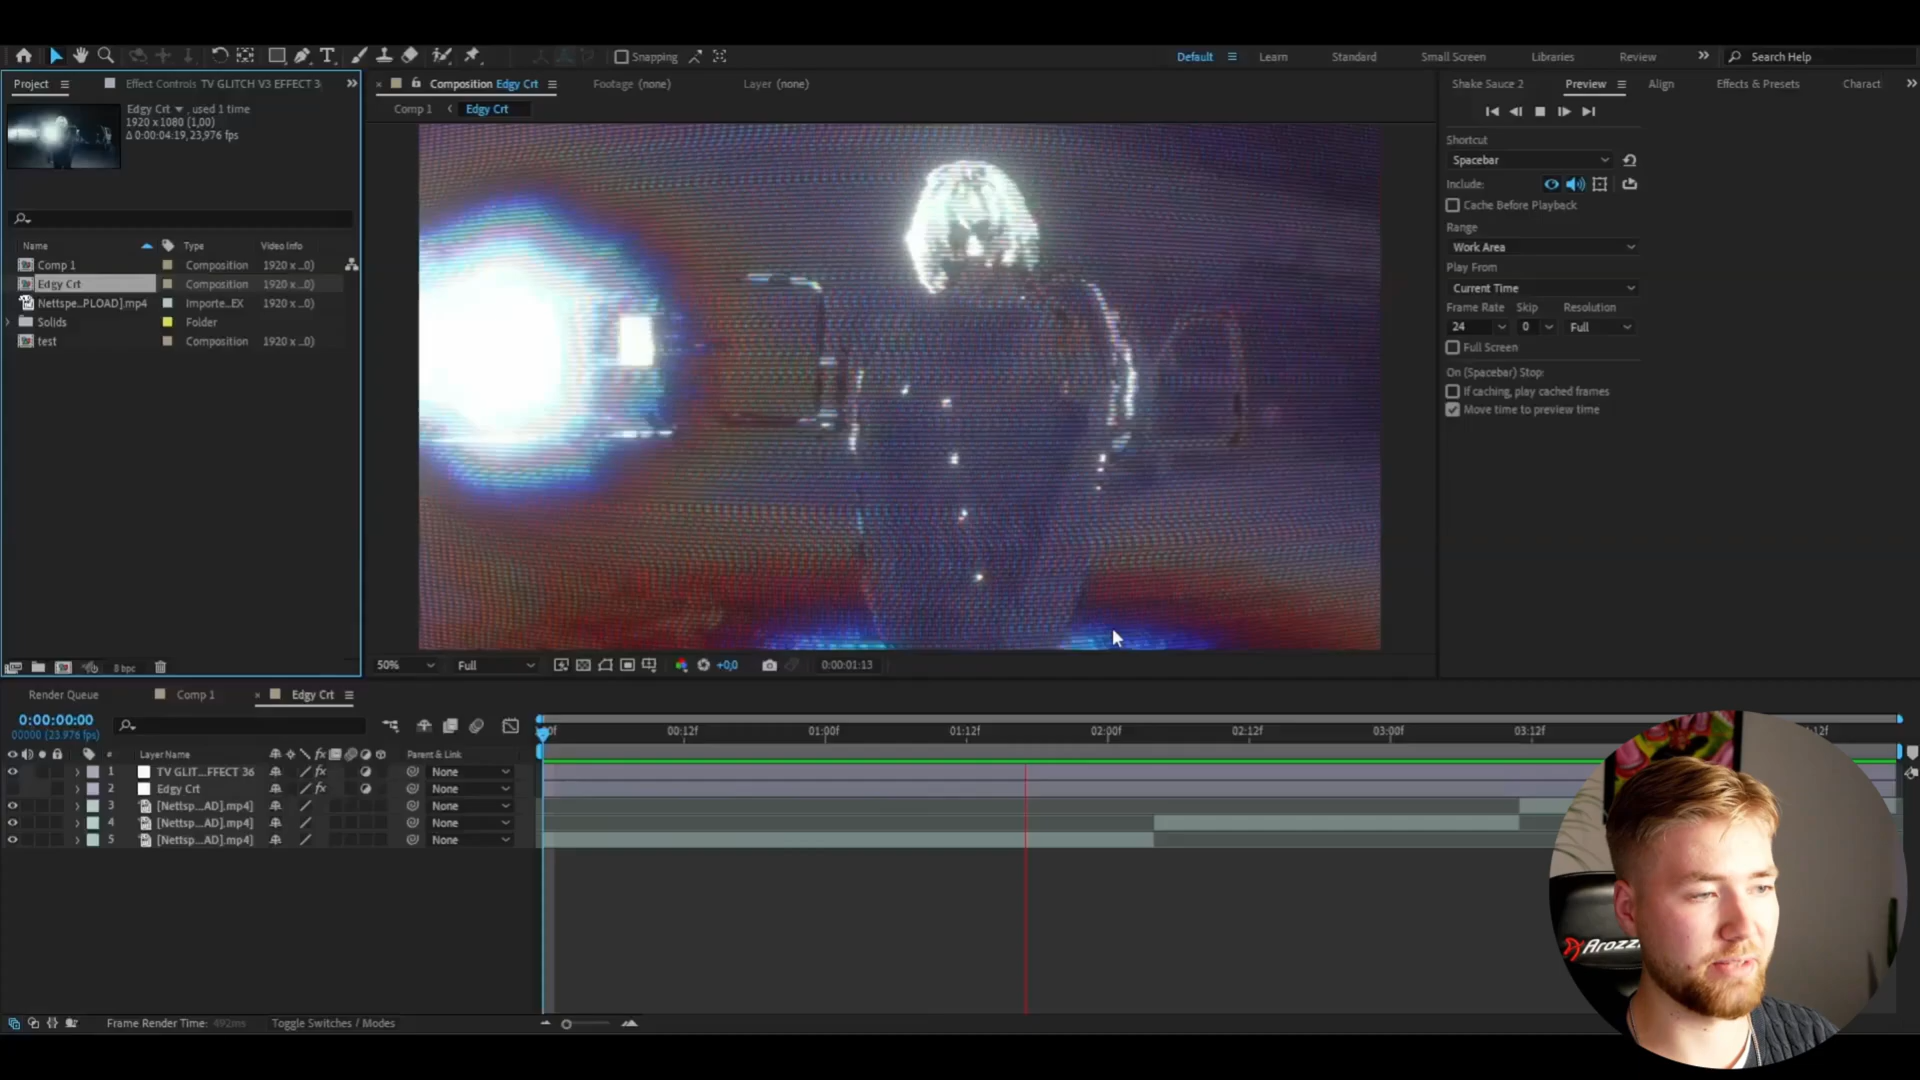 Snapping
Default
Learn
Standard
Small Screen
Libraries
Review
Search Help
Project
Effect Controls TV GLITCH V3 EFFECT 3
Composition Edgy Crt
Footage (none)
Layer (none)
Shake Sauce 2
Preview
Align
Effects & Presets
Charact
Edgy Crt , used 1 time
1920 x 1080 (1,00)
Δ 0:00:04:19, 23,976 fps
Comp 1
Edgy Crt
Shortcut
Spacebar
Include:
Cache Before Playback
Range
Work Area
Play From
Current Time
Frame Rate Skip Resolution
24 0 Full
Full Screen
On (Spacebar) Stop:
If caching, play cached frames
Move time to preview time
Name Type Video Info
Comp 1 Composition 1920 x ...0)
Edgy Crt Composition 1920 x ...0)
Nettspe...PLOAD].mp4 Importe...EX 1920 x ...0)
Solids Folder
test Composition 1920 x ...0)
8 bpc
50%
Full
+0,0
0:00:01:13
Render Queue
Comp 1
Edgy Crt
0:00:00:00
00000 (23.976 fps)
00:12f
01:00f
01:12f
02:00f
02:12f
03:00f
03:12f
# Layer Name Parent & Link
1 TV GLIT...FFECT 36 None
2 Edgy Crt None
3 [Nettsp...AD].mp4] None
4 [Nettsp...AD].mp4] None
5 [Nettsp...AD].mp4] None
Frame Render Time: 492ms
Toggle Switches / Modes